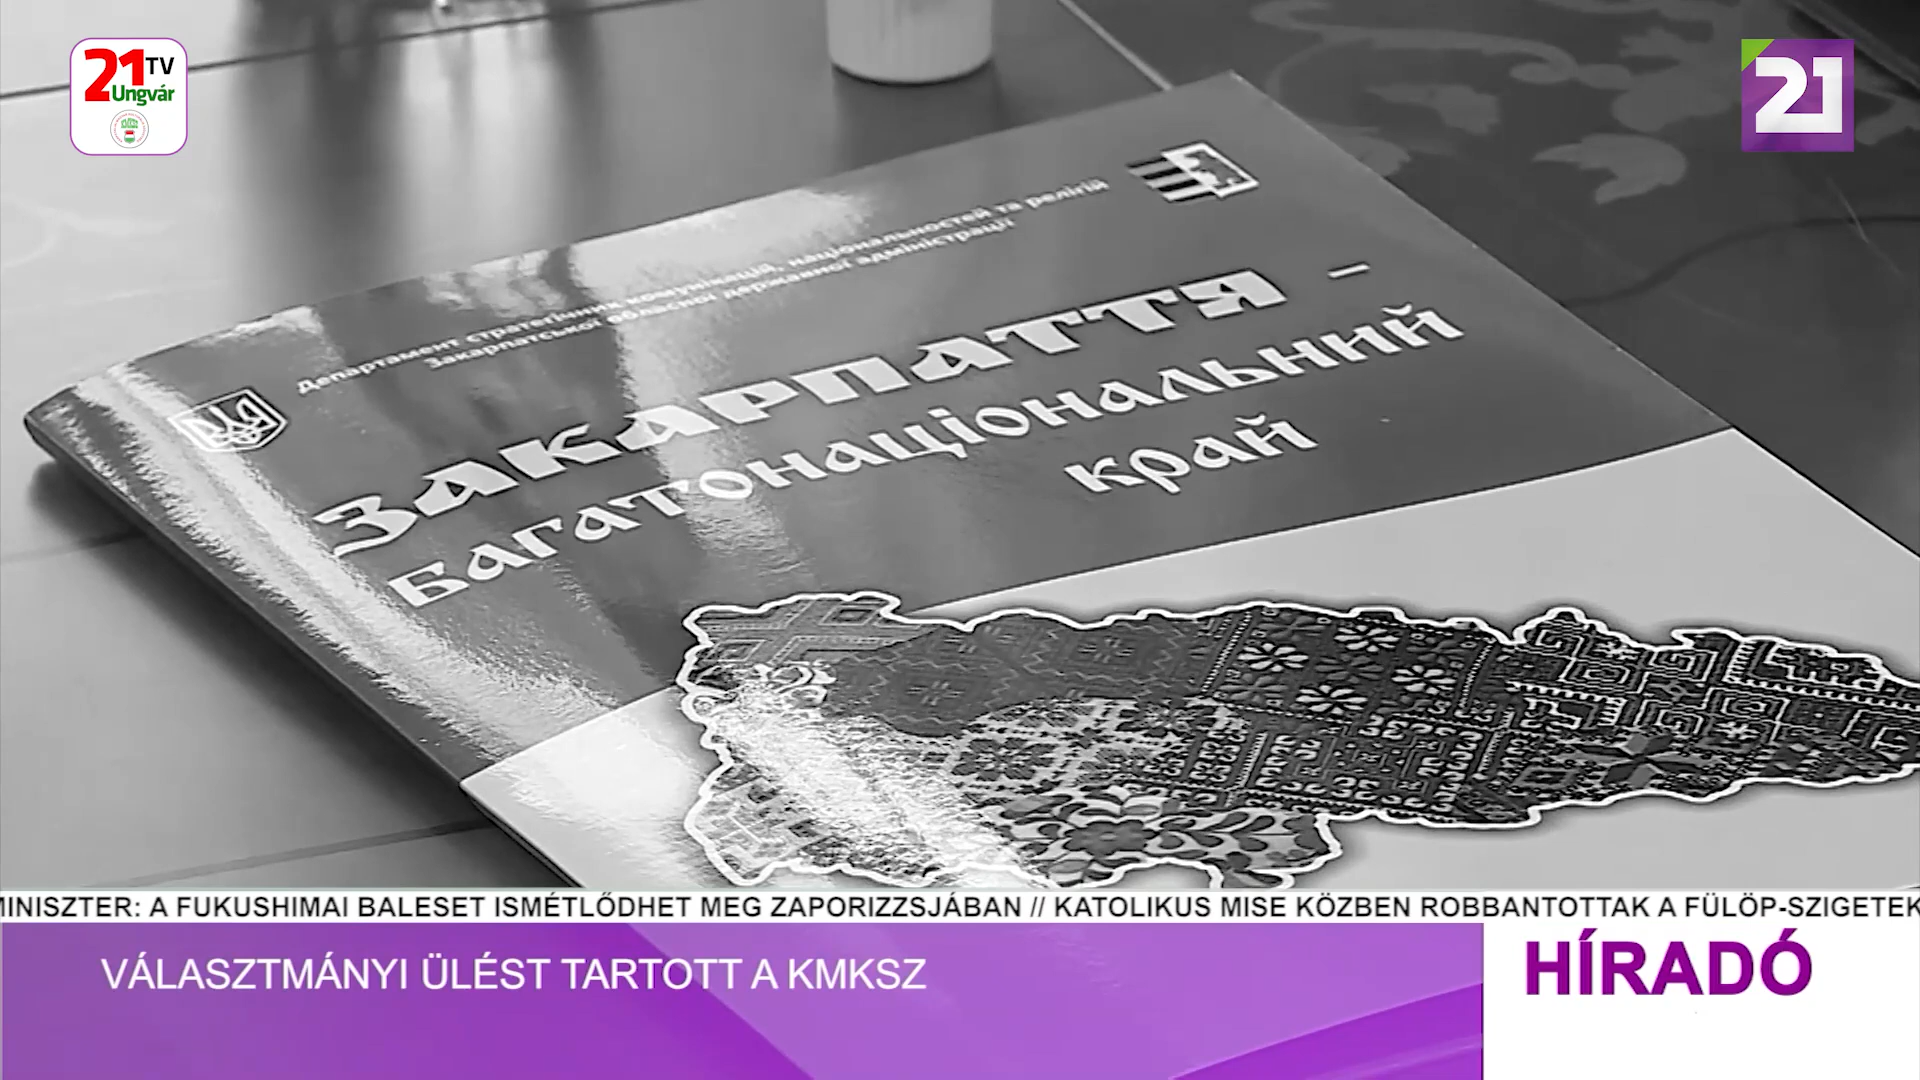 21 TV
Ungvár
21
Департамент стратегічних комунікацій, національностей та релігій
Закарпатської обласної державної адміністрації
ЗАКАРПАТТЯ –
багатонаціональний
край
MINISZTER: A FUKUSHIMAI BALESET ISMÉTLŐDHET MEG ZAPORIZZSJÁBAN // KATOLIKUS MISE KÖZBEN ROBBANTOTTAK A FÜLÖP-SZIGETEK
VÁLASZTMÁNYI ÜLÉST TARTOTT A KMKSZ
HÍRADÓ